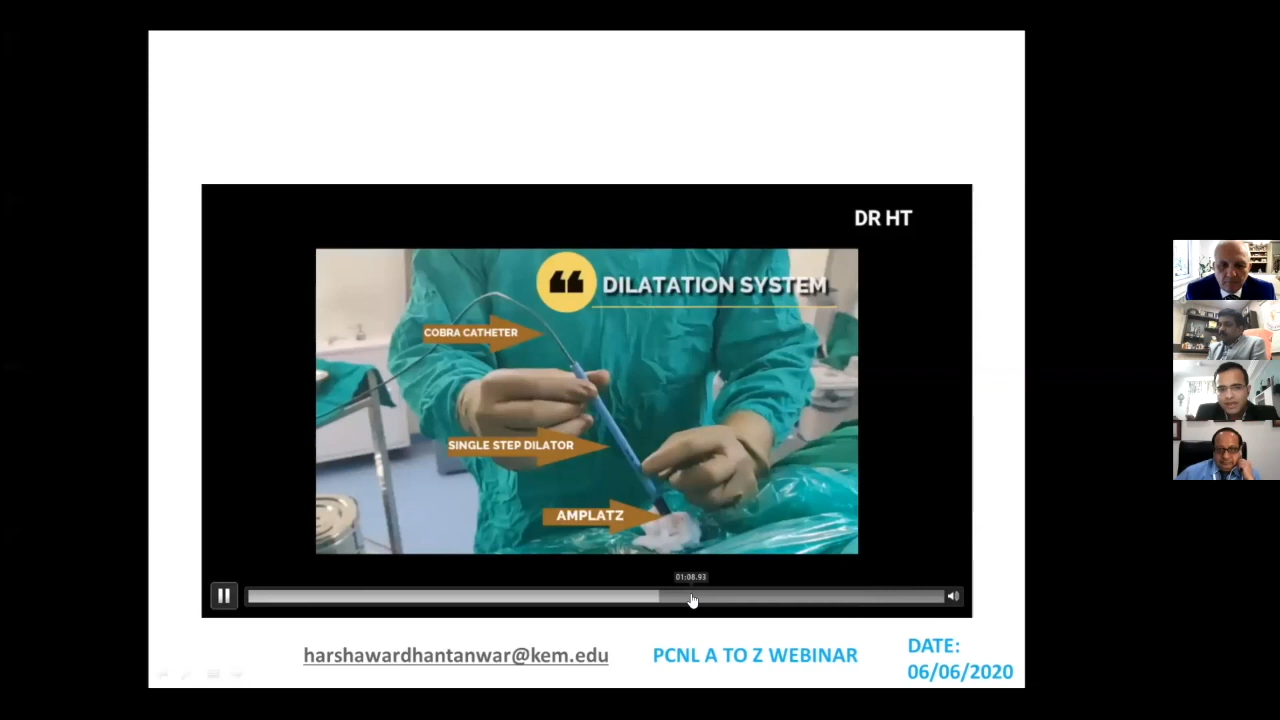 DR HT
DILATATION SYSTEM
COBRA CATHETER
SINGLE STEP DILATOR
AMPLATZ
01:08.93
harshawardhantanwar@kem.edu
PCNL A TO Z WEBINAR
DATE:
06/06/2020